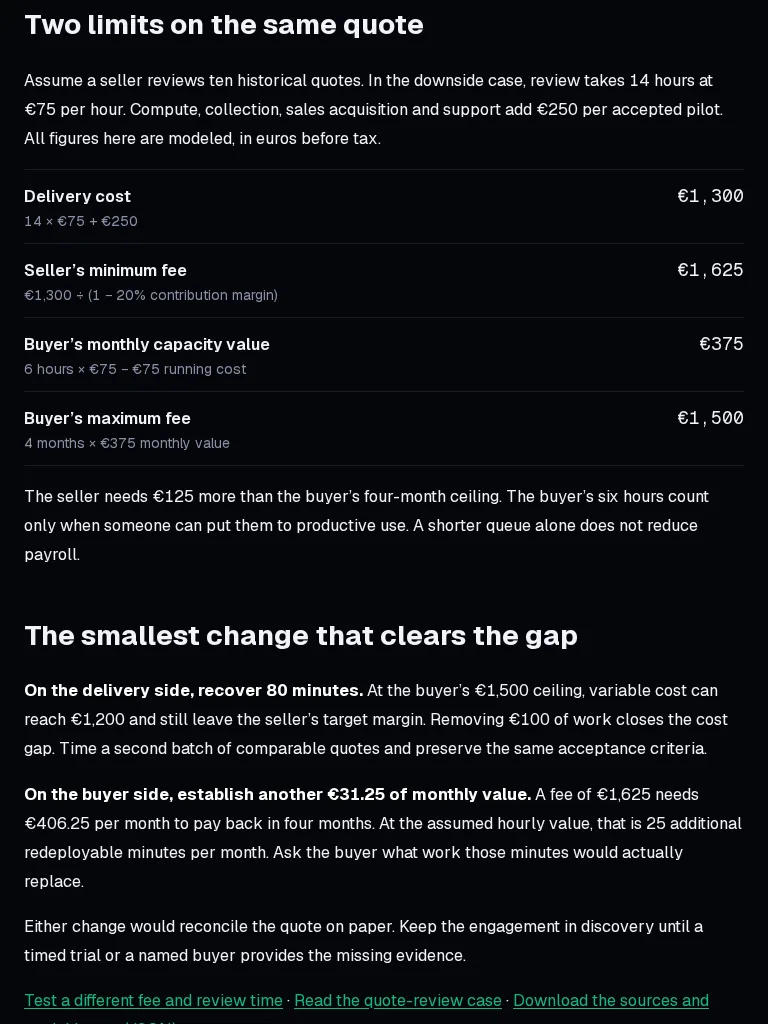 Two limits on the same quote
Assume a seller reviews ten historical quotes. In the downside case, review takes 14 hours at
€75 per hour. Compute, collection, sales acquisition and support add €250 per accepted pilot.
All figures here are modeled, in euros before tax.
Delivery cost
€1,300
14 × €75 + €250
Seller’s minimum fee
€1,625
€1,300 ÷ (1 − 20% contribution margin)
Buyer’s monthly capacity value
€375
6 hours × €75 − €75 running cost
Buyer’s maximum fee
€1,500
4 months × €375 monthly value
The seller needs €125 more than the buyer’s four-month ceiling. The buyer’s six hours count
only when someone can put them to productive use. A shorter queue alone does not reduce
payroll.
The smallest change that clears the gap
On the delivery side, recover 80 minutes. At the buyer’s €1,500 ceiling, variable cost can
reach €1,200 and still leave the seller’s target margin. Removing €100 of work closes the cost
gap. Time a second batch of comparable quotes and preserve the same acceptance criteria.
On the buyer side, establish another €31.25 of monthly value. A fee of €1,625 needs
€406.25 per month to pay back in four months. At the assumed hourly value, that is 25 additional
redeployable minutes per month. Ask the buyer what work those minutes would actually
replace.
Either change would reconcile the quote on paper. Keep the engagement in discovery until a
timed trial or a named buyer provides the missing evidence.
Test a different fee and review time · Read the quote-review case · Download the sources and